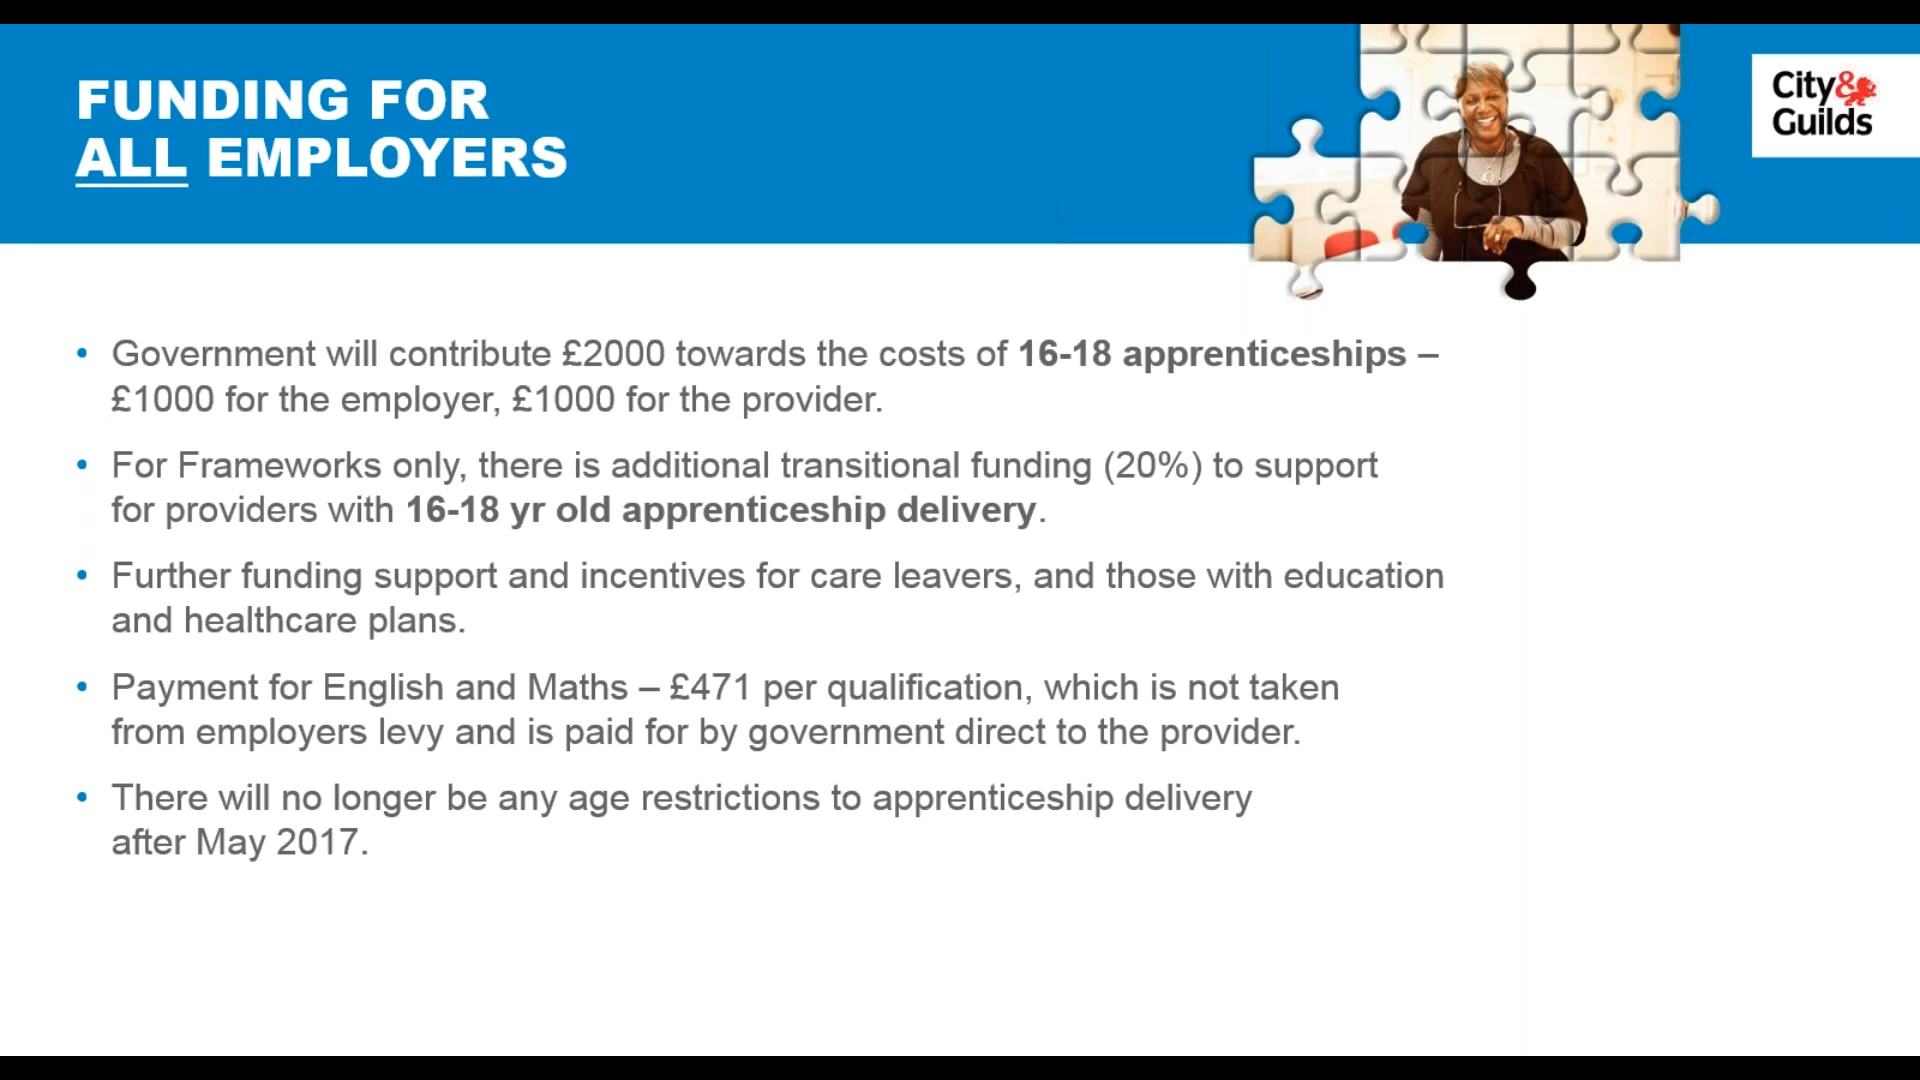 FUNDING FOR
ALL EMPLOYERS
City&
Guilds
• Government will contribute £2000 towards the costs of 16-18 apprenticeships –
£1000 for the employer, £1000 for the provider.
• For Frameworks only, there is additional transitional funding (20%) to support
for providers with 16-18 yr old apprenticeship delivery.
• Further funding support and incentives for care leavers, and those with education
and healthcare plans.
• Payment for English and Maths – £471 per qualification, which is not taken
from employers levy and is paid for by government direct to the provider.
• There will no longer be any age restrictions to apprenticeship delivery
after May 2017.